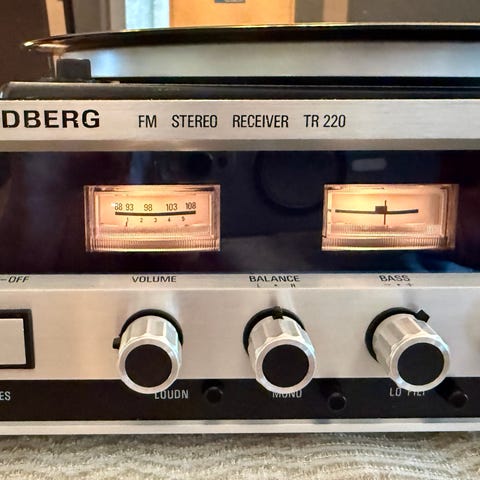 DBERG FM STEREO RECEIVER TR 220
88 93 98 103 108
1 2 3 4 5
-OFF VOLUME BALANCE BASS
ES LOUDN MONO LO FILT